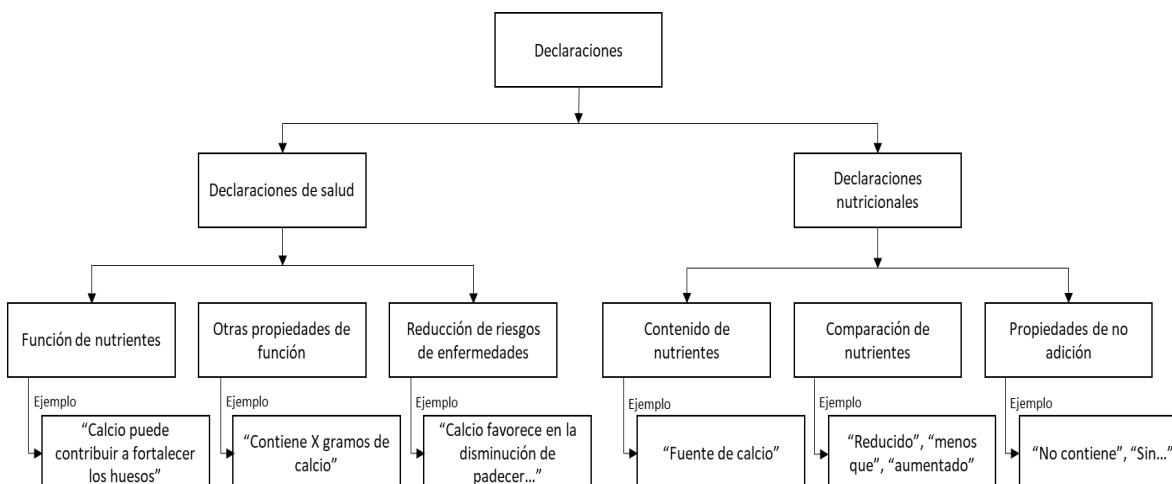 Declaraciones
Declaraciones de salud
Declaraciones
nutricionales
Función de nutrientes
Otras propiedades de
función
Reducción de riesgos
de enfermedades
Contenido de
nutrientes
Comparación de
nutrientes
Propiedades de no
adición
Ejemplo
Ejemplo
Ejemplo
Ejemplo
Ejemplo
Ejemplo
“Calcio puede
contribuir a fortalecer
los huesos”
“Contiene X gramos de
calcio”
“Calcio favorece en la
disminución de
padecer...”
“Fuente de calcio”
“Reducido”, “menos
que”, “aumentado”
“No contiene”, “Sin...”